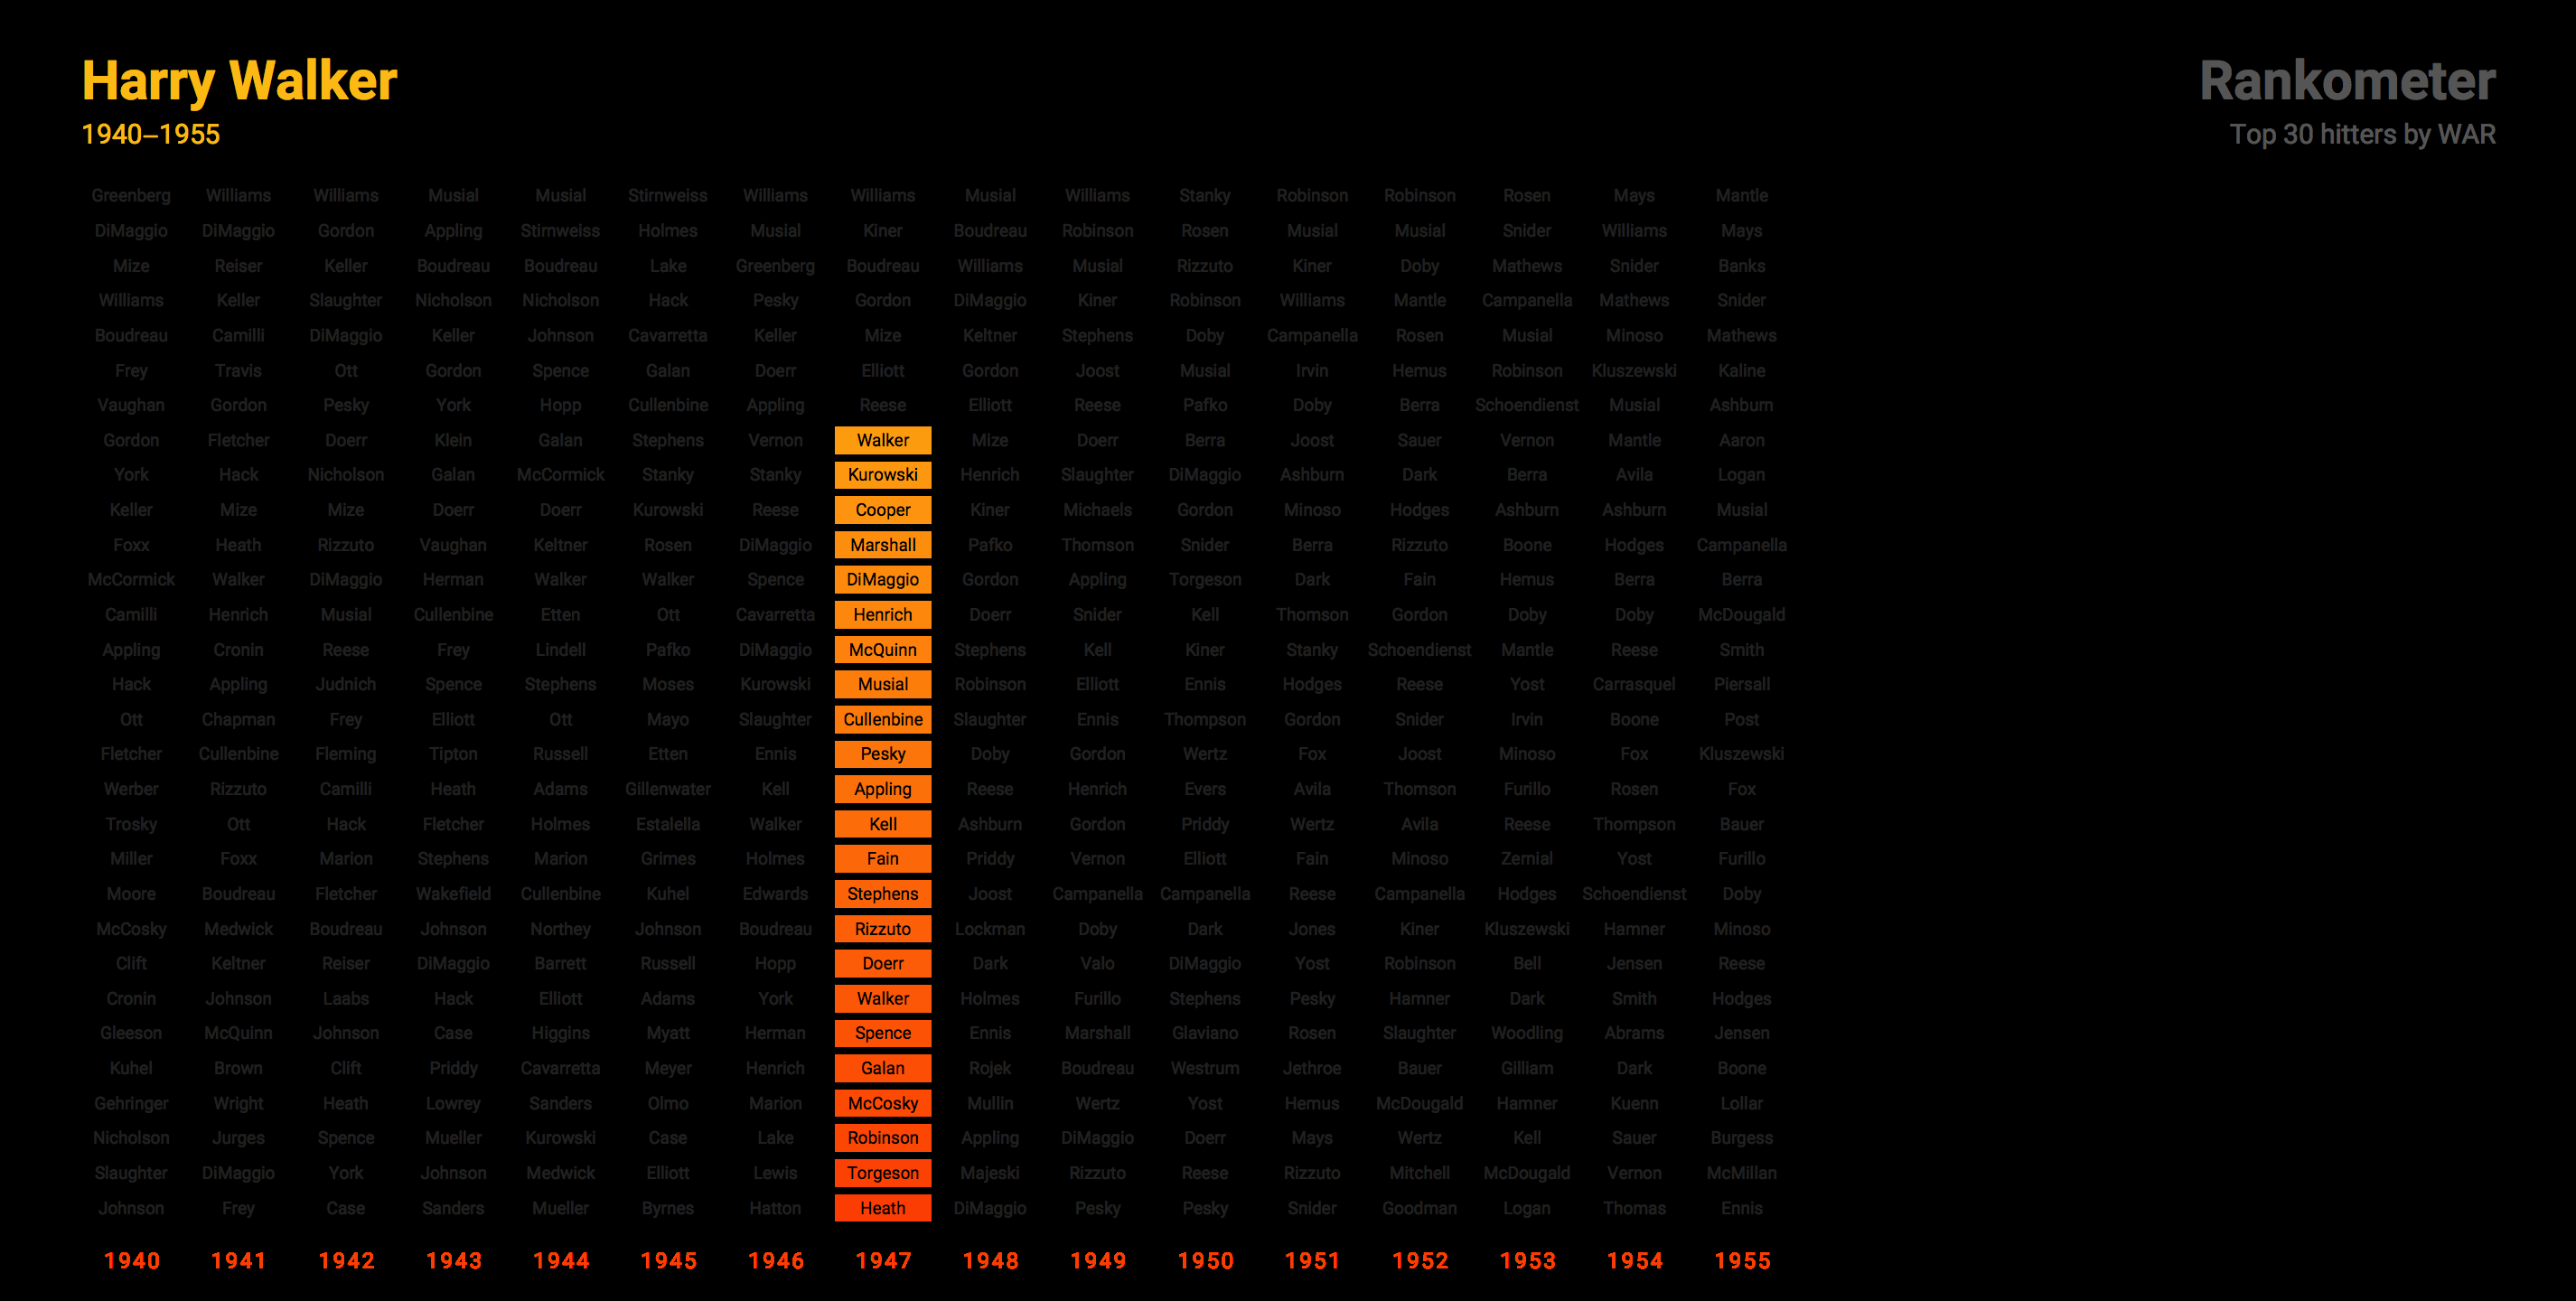 Harry Walker
1940–1955
Rankometer
Top 30 hitters by WAR
Greenberg Williams Williams Musial Musial Stirnweiss Williams Williams Musial Williams Stanky Robinson Robinson Rosen Mays Mantle
DiMaggio DiMaggio Gordon Appling Stirnweiss Holmes Musial Kiner Boudreau Robinson Rosen Musial Musial Snider Williams Mays
Mize Reiser Keller Boudreau Boudreau Lake Greenberg Boudreau Williams Musial Rizzuto Kiner Doby Mathews Snider Banks
Williams Keller Slaughter Nicholson Nicholson Hack Pesky Gordon DiMaggio Kiner Robinson Williams Mantle Campanella Mathews Snider
Boudreau Camilli DiMaggio Keller Johnson Cavarretta Keller Mize Keltner Stephens Doby Campanella Rosen Musial Minoso Mathews
Frey Travis Ott Gordon Spence Galan Doerr Elliott Gordon Joost Musial Irvin Hemus Robinson Kluszewski Kaline
Vaughan Gordon Pesky York Hopp Cullenbine Appling Reese Elliott Reese Pafko Doby Berra Schoendienst Musial Ashburn
Gordon Fletcher Doerr Klein Galan Stephens Vernon Walker Mize Doerr Berra Joost Sauer Vernon Mantle Aaron
York Hack Nicholson Galan McCormick Stanky Stanky Kurowski Henrich Slaughter DiMaggio Ashburn Dark Berra Avila Logan
Keller Mize Mize Doerr Doerr Kurowski Reese Cooper Kiner Michaels Gordon Minoso Hodges Ashburn Ashburn Musial
Foxx Heath Rizzuto Vaughan Keltner Rosen DiMaggio Marshall Pafko Thomson Snider Berra Rizzuto Boone Hodges Campanella
McCormick Walker DiMaggio Herman Walker Walker Spence DiMaggio Gordon Appling Torgeson Dark Fain Hemus Berra Berra
Camilli Henrich Musial Cullenbine Etten Ott Cavarretta Henrich Doerr Snider Kell Thomson Gordon Doby Doby McDougald
Appling Cronin Reese Frey Lindell Pafko DiMaggio McQuinn Stephens Kell Kiner Stanky Schoendienst Mantle Reese Smith
Hack Appling Judnich Spence Stephens Moses Kurowski Musial Robinson Elliott Ennis Hodges Reese Yost Carrasquel Piersall
Ott Chapman Frey Elliott Ott Mayo Slaughter Cullenbine Slaughter Ennis Thompson Gordon Snider Irvin Boone Post
Fletcher Cullenbine Fleming Tipton Russell Etten Ennis Pesky Doby Gordon Wertz Fox Joost Minoso Fox Kluszewski
Werber Rizzuto Camilli Heath Adams Gillenwater Kell Appling Reese Henrich Evers Avila Thomson Furillo Rosen Fox
Trosky Ott Hack Fletcher Holmes Estalella Walker Kell Ashburn Gordon Priddy Wertz Avila Reese Thompson Bauer
Miller Foxx Marion Stephens Marion Grimes Holmes Fain Priddy Vernon Elliott Fain Minoso Zernial Yost Furillo
Moore Boudreau Fletcher Wakefield Cullenbine Kuhel Edwards Stephens Joost Campanella Campanella Reese Campanella Hodges Schoendienst Doby
McCosky Medwick Boudreau Johnson Northey Johnson Boudreau Rizzuto Lockman Doby Dark Jones Kiner Kluszewski Hamner Minoso
Clift Keltner Reiser DiMaggio Barrett Russell Hopp Doerr Dark Valo DiMaggio Yost Robinson Bell Jensen Reese
Cronin Johnson Laabs Hack Elliott Adams York Walker Holmes Furillo Stephens Pesky Hamner Dark Smith Hodges
Gleeson McQuinn Johnson Case Higgins Myatt Herman Spence Ennis Marshall Glaviano Rosen Slaughter Woodling Abrams Jensen
Kuhel Brown Clift Priddy Cavarretta Meyer Henrich Galan Rojek Boudreau Westrum Jethroe Bauer Gilliam Dark Boone
Gehringer Wright Heath Lowrey Sanders Olmo Marion McCosky Mullin Wertz Yost Hemus McDougald Hamner Kuenn Lollar
Nicholson Jurges Spence Mueller Kurowski Case Lake Robinson Appling DiMaggio Doerr Mays Wertz Kell Sauer Burgess
Slaughter DiMaggio York Johnson Medwick Elliott Lewis Torgeson Majeski Rizzuto Reese Rizzuto Mitchell McDougald Vernon McMillan
Johnson Frey Case Sanders Mueller Byrnes Hatton Heath DiMaggio Pesky Pesky Snider Goodman Logan Thomas Ennis
1940 1941 1942 1943 1944 1945 1946 1947 1948 1949 1950 1951 1952 1953 1954 1955